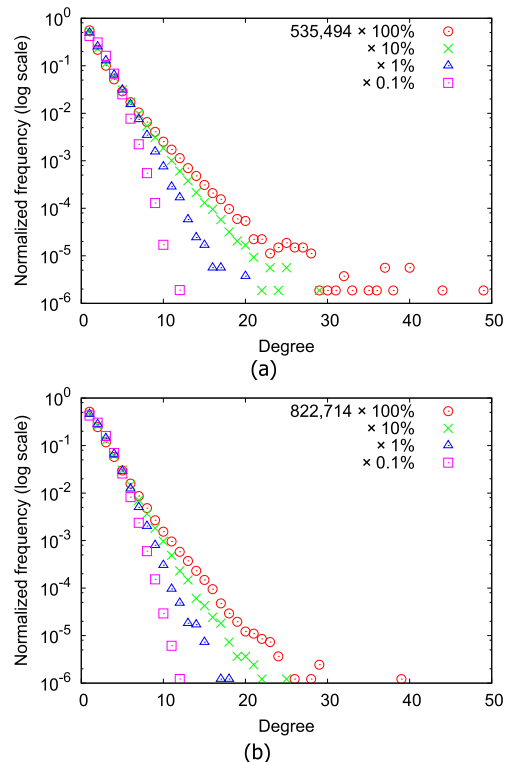 10^0
10^-1
10^-2
10^-3
10^-4
10^-5
10^-6
Normalized frequency (log scale)
535,494 × 100%
× 10%
× 1%
× 0.1%
0 10 20 30 40 50
Degree
(a)
10^0
10^-1
10^-2
10^-3
10^-4
10^-5
10^-6
Normalized frequency (log scale)
822,714 × 100%
× 10%
× 1%
× 0.1%
0 10 20 30 40 50
Degree
(b)